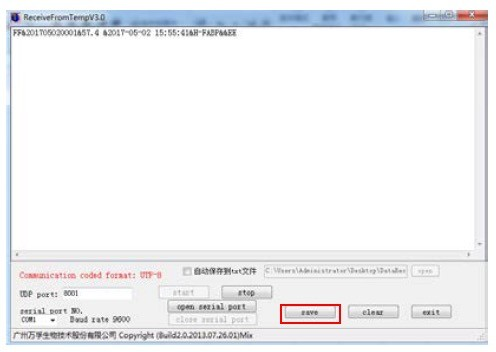 ReceiveFromTempV3.0
FF&201705020001&57.4 &2017-05-02 15:55:41&H-FABP&&EE
Communication coded format: UTF-8
自动保存到txt文件
C:\Users\Administrator\Desktop\DataRec
open
UDP port: 8001
start
stop
serial port NO.
open serial port
COM1
Baud rate 9600
close serial port
save
clear
exit
广州万孚生物技术股份有限公司 Copyright (Build2.0.2013.07.26.01)Mix